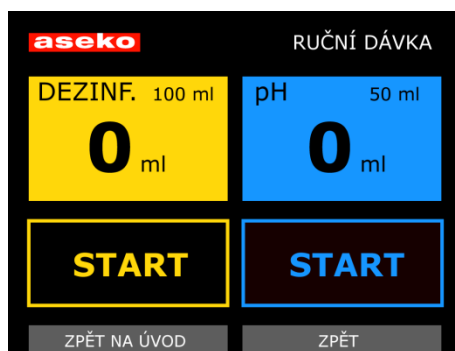 aseko RUČNÍ DÁVKA
DEZINF. 100 ml pH 50 ml
0 ml 0 ml
START START
ZPĚT NA ÚVOD ZPĚT